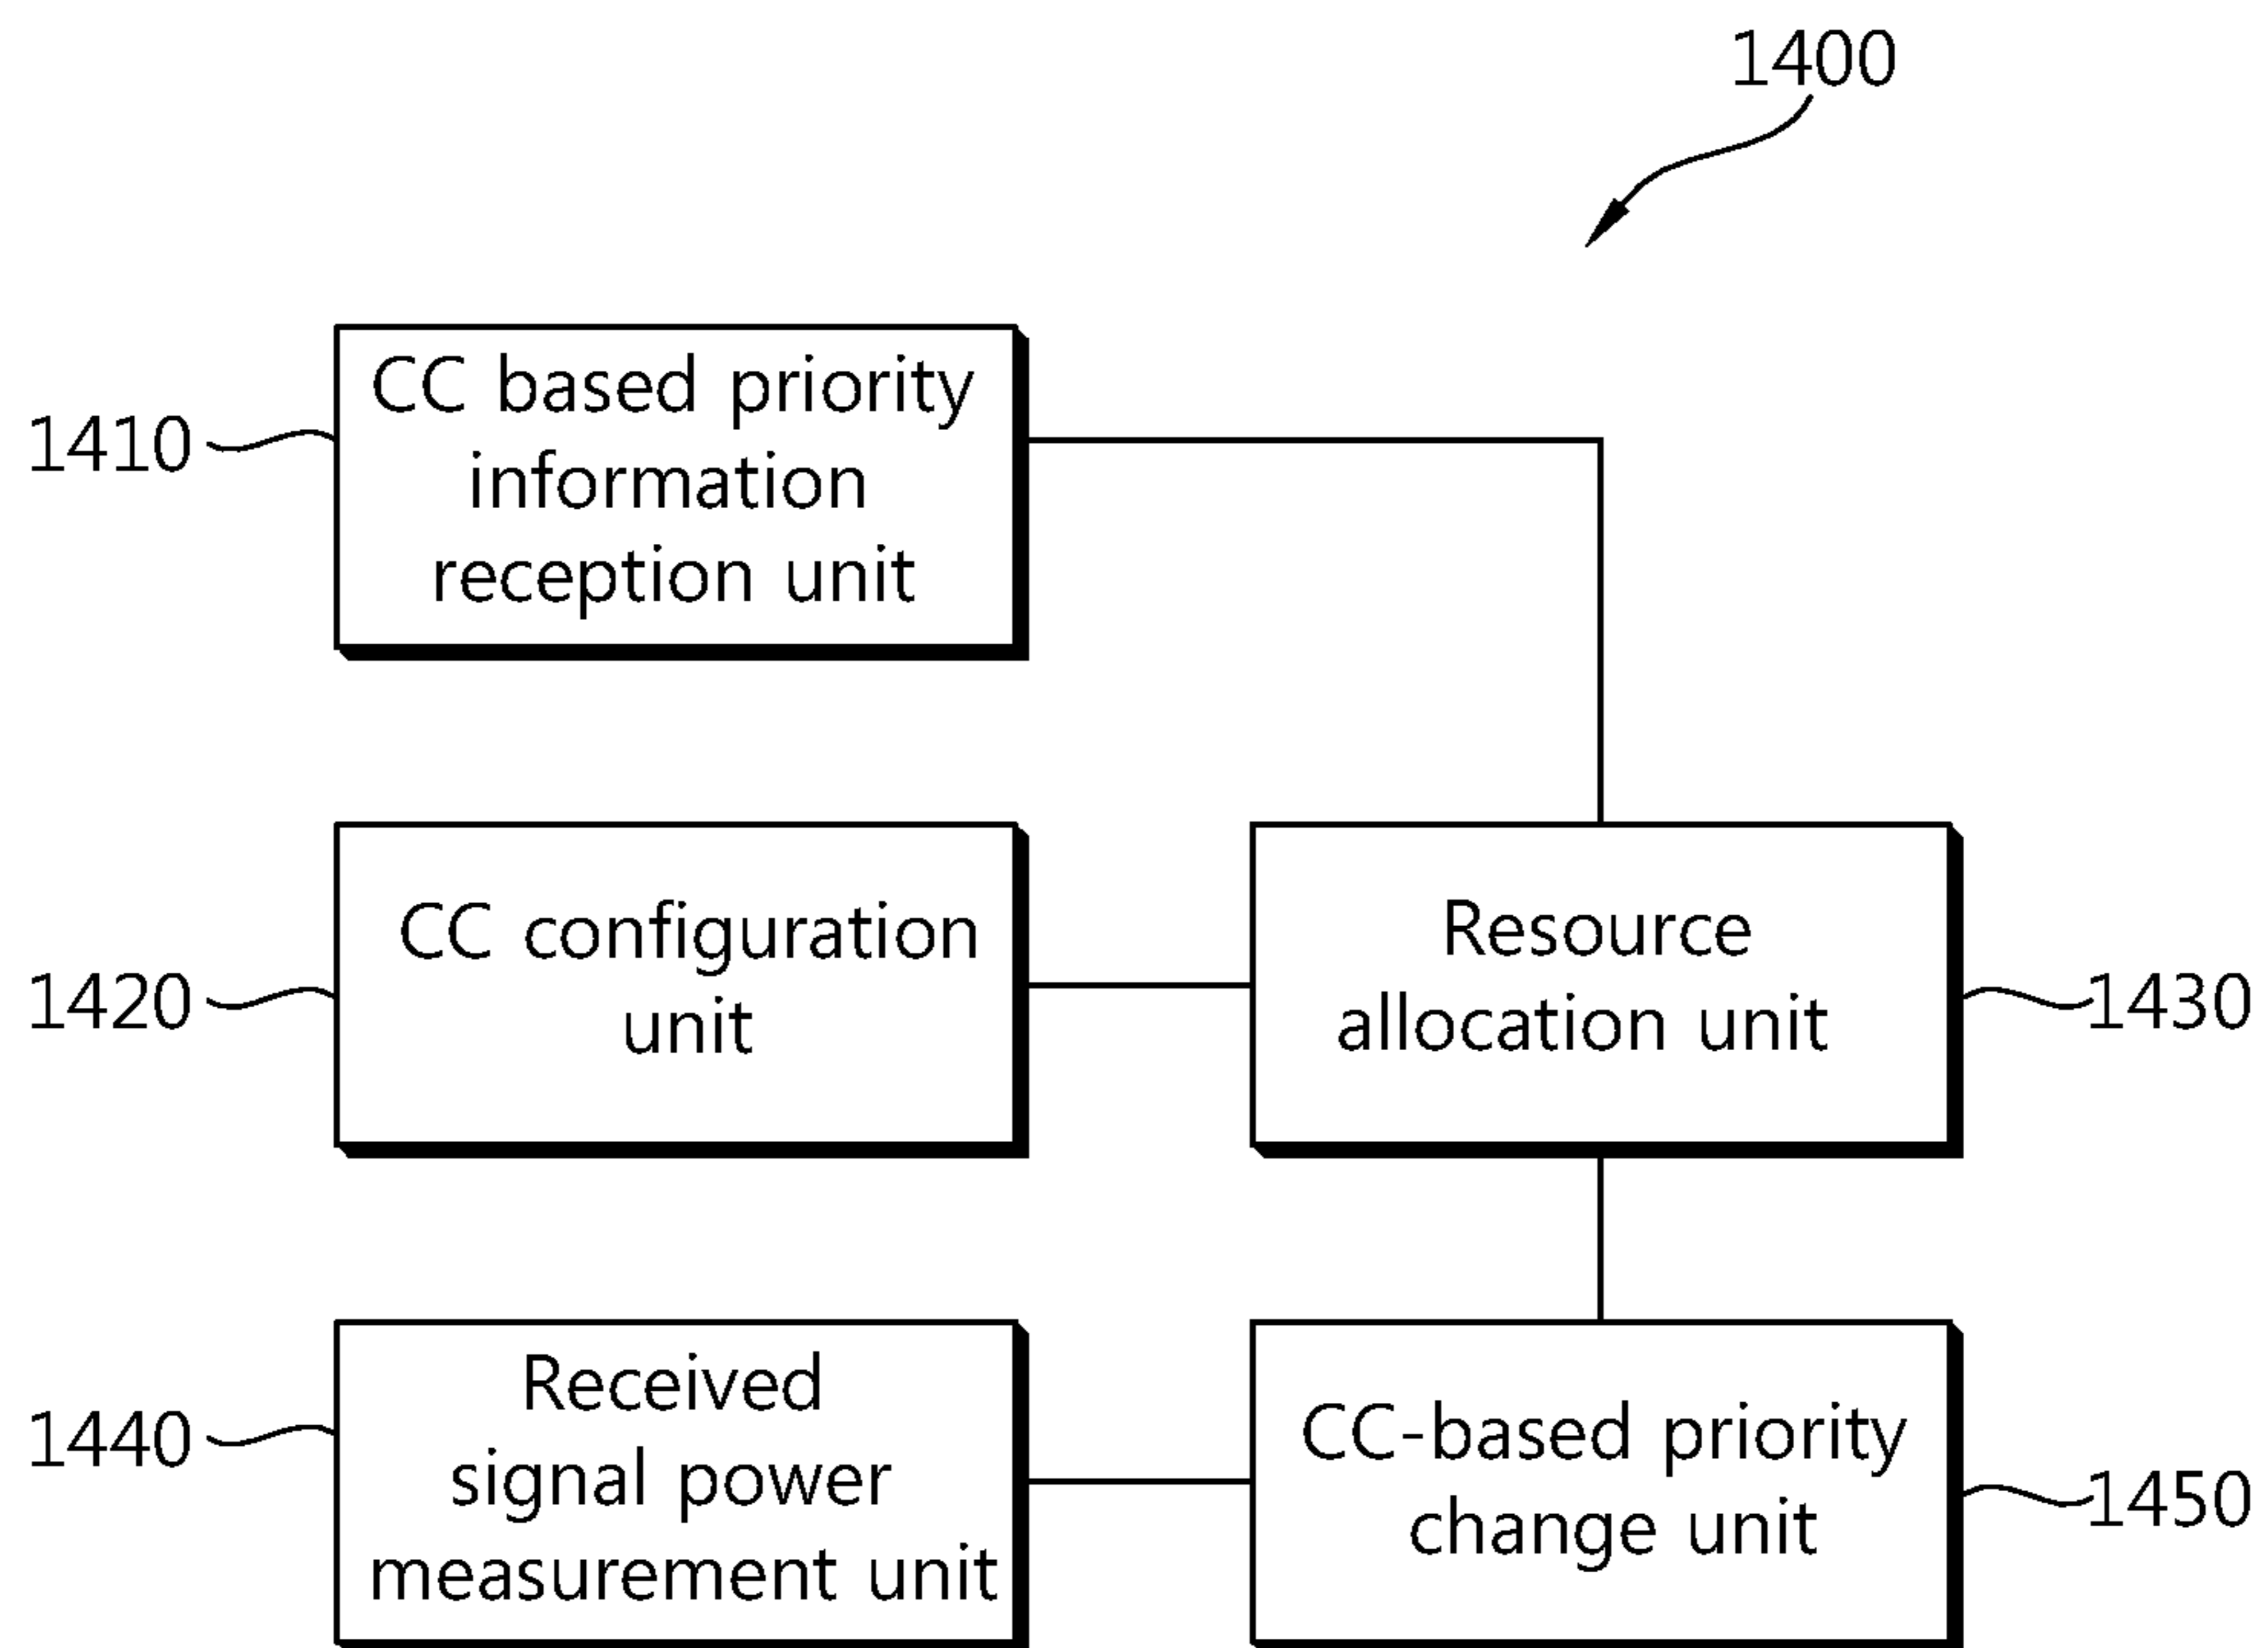 1400
1410
CC based priority
information
reception unit
1420
CC configuration
unit
Resource
allocation unit
1430
1440
Received
signal power
measurement unit
CC-based priority
change unit
1450